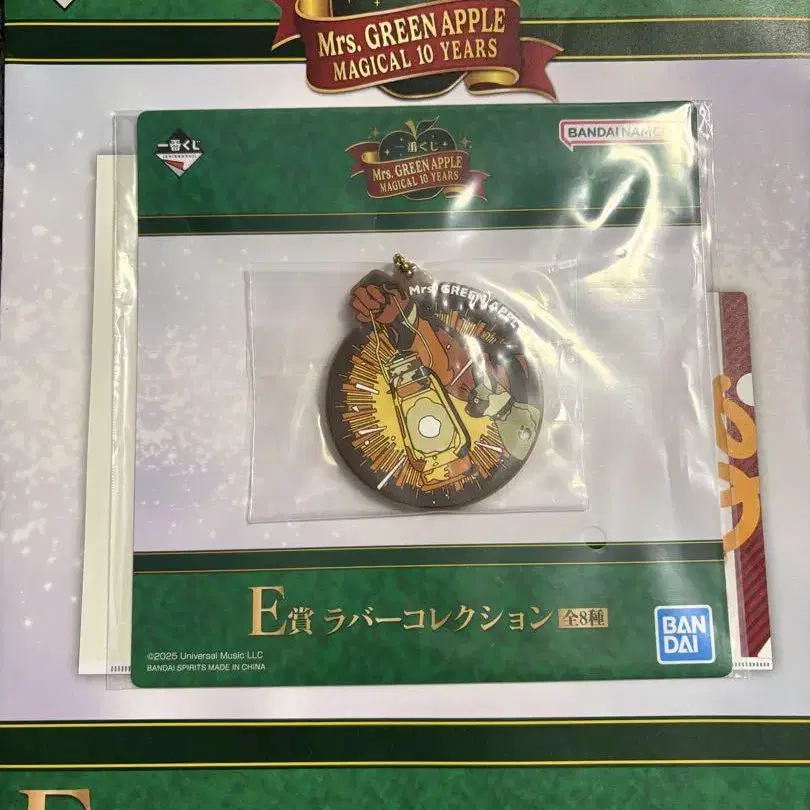 Mrs. GREEN APPLE
MAGICAL 10 YEARS
一番くじ
一番くじ
Mrs. GREEN APPLE
MAGICAL 10 YEARS
BANDAI NAMCO
Mrs. GREEN APPLE
E賞 ラバーコレクション 全8種
©2025 Universal Music LLC
BANDAI SPIRITS MADE IN CHINA
BAN
DAI
E